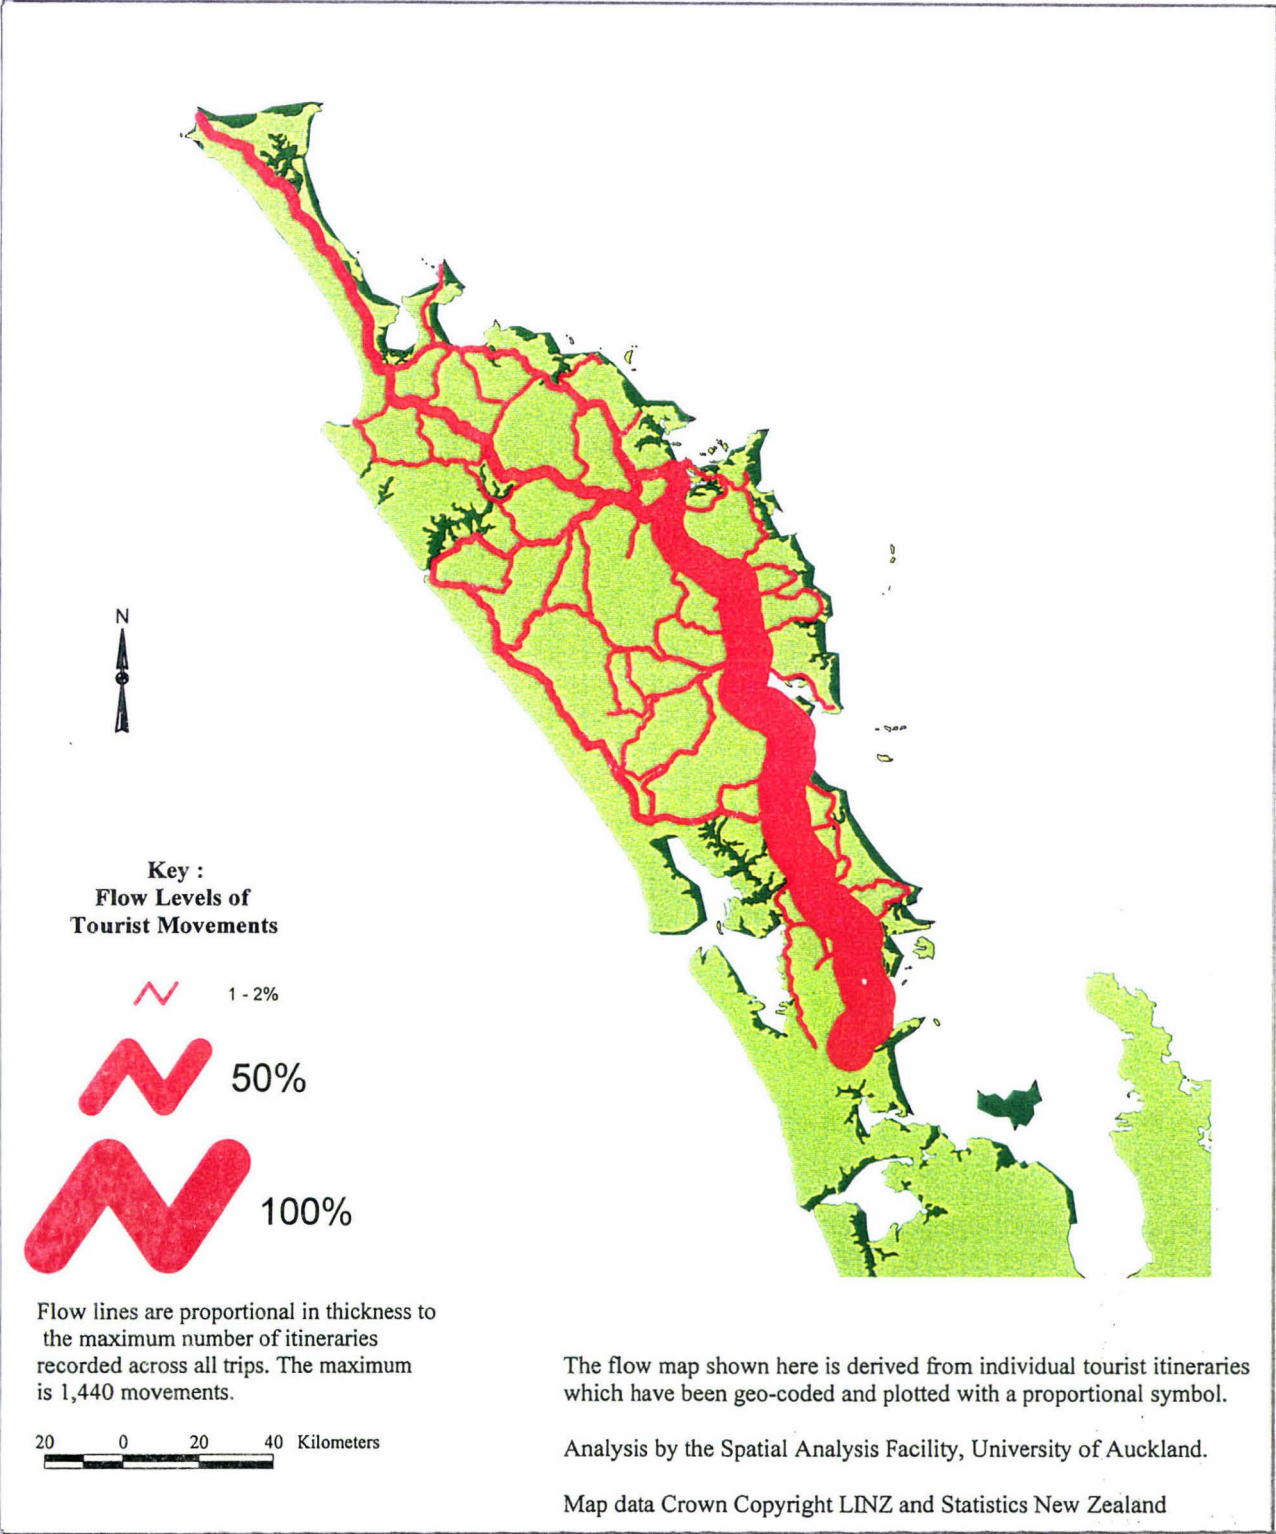 N
Key :
Flow Levels of
Tourist Movements
1 - 2%
50%
100%
Flow lines are proportional in thickness to
the maximum number of itineraries
recorded across all trips. The maximum
is 1,440 movements.
20 0 20 40 Kilometers
The flow map shown here is derived from individual tourist itineraries
which have been geo-coded and plotted with a proportional symbol.
Analysis by the Spatial Analysis Facility, University of Auckland.
Map data Crown Copyright LINZ and Statistics New Zealand